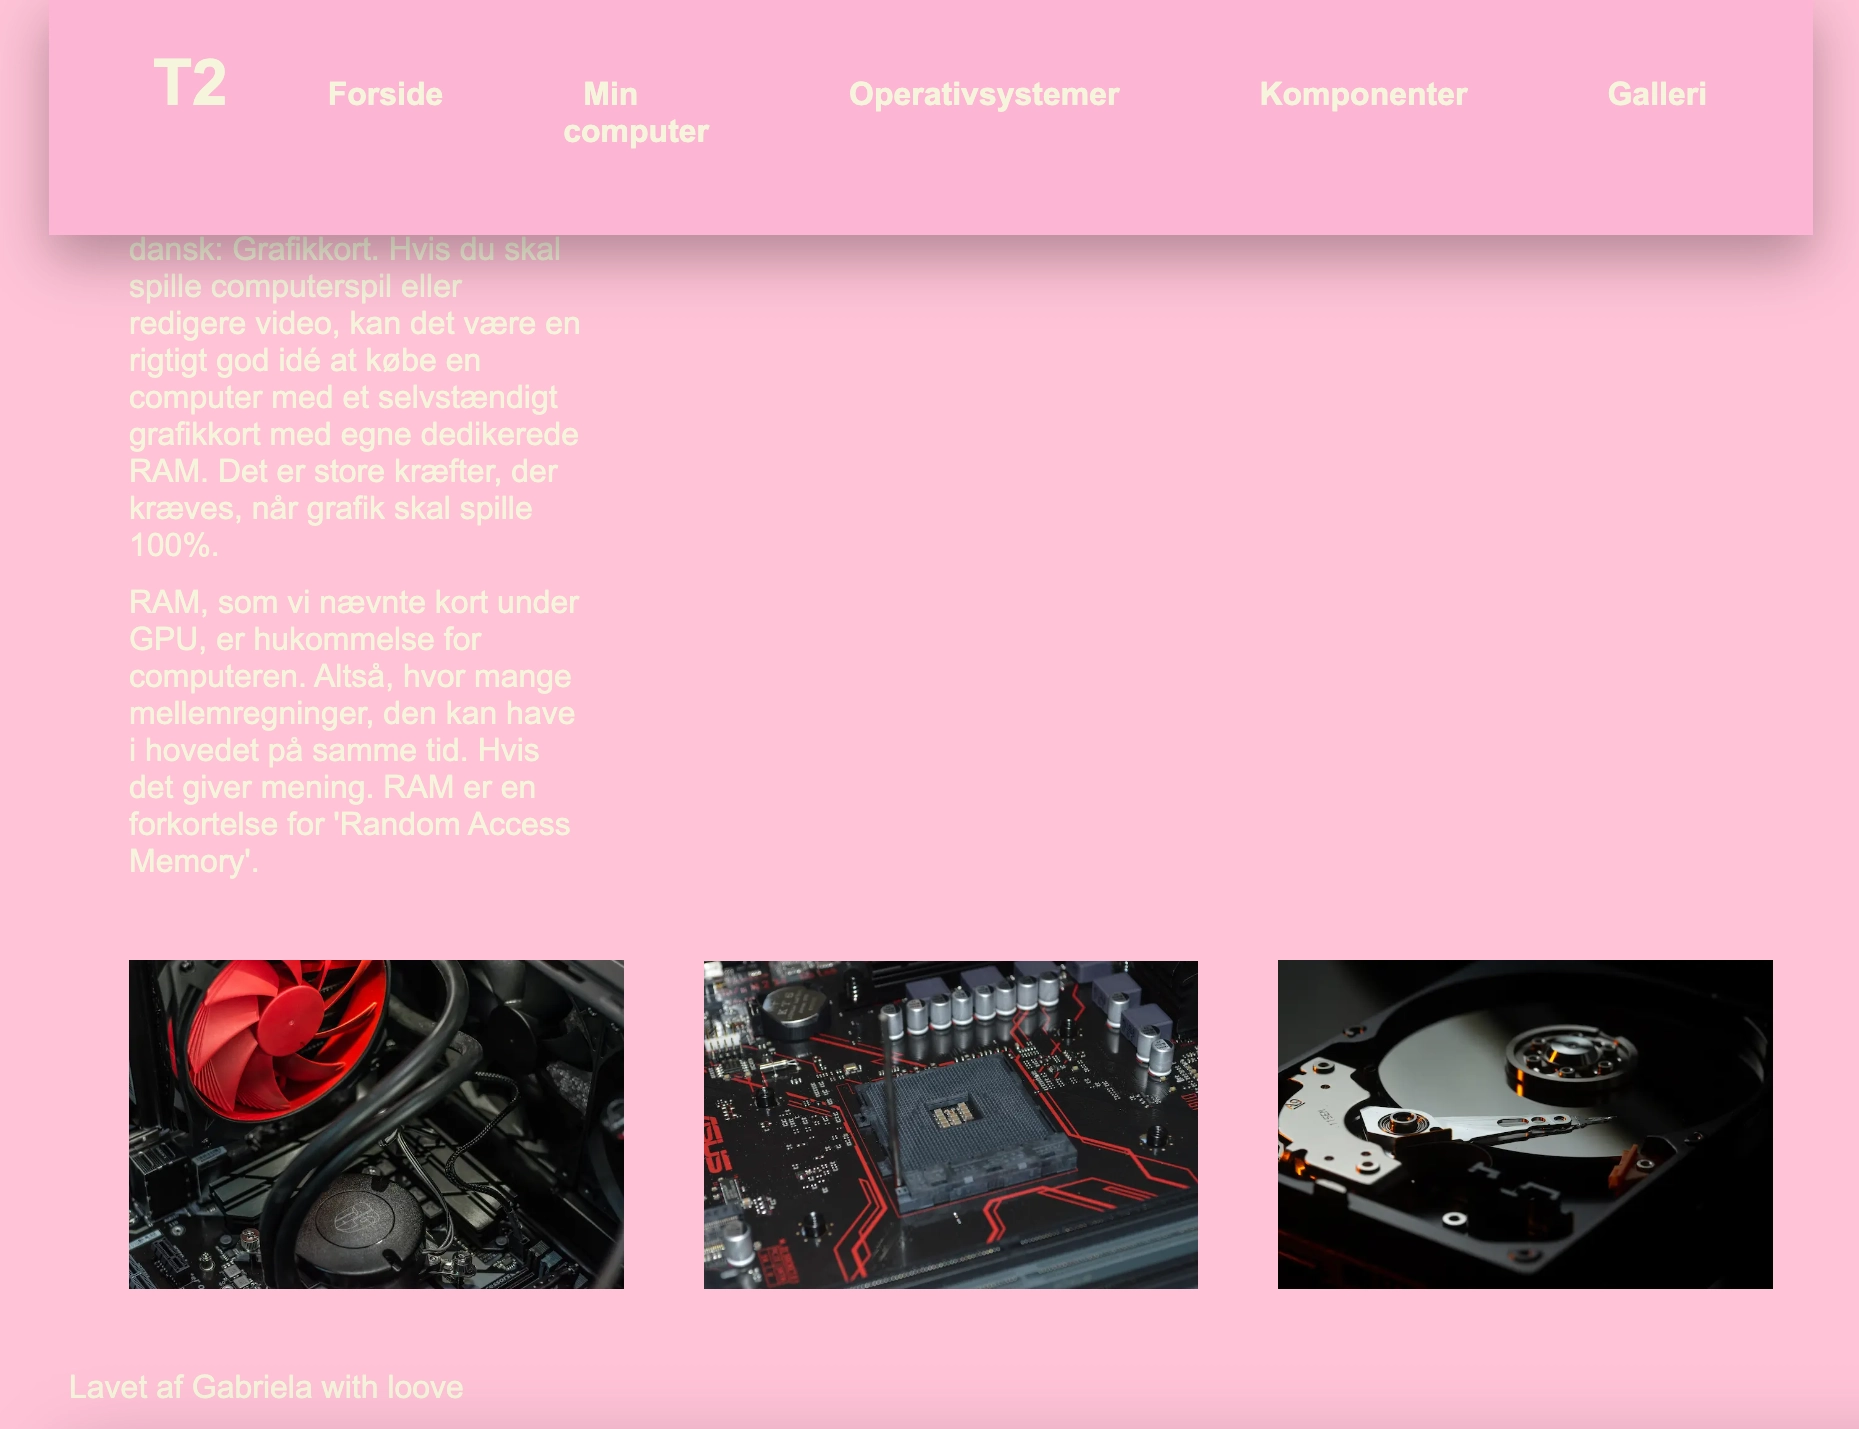 T2
Forside
Min
computer
Operativsystemer
Komponenter
Galleri
dansk: Grafikkort. Hvis du skal
spille computerspil eller
redigere video, kan det være en
rigtigt god idé at købe en
computer med et selvstændigt
grafikkort med egne dedikerede
RAM. Det er store kræfter, der
kræves, når grafik skal spille
100%.
RAM, som vi nævnte kort under
GPU, er hukommelse for
computeren. Altså, hvor mange
mellemregninger, den kan have
i hovedet på samme tid. Hvis
det giver mening. RAM er en
forkortelse for 'Random Access
Memory'.
Lavet af Gabriela with loove